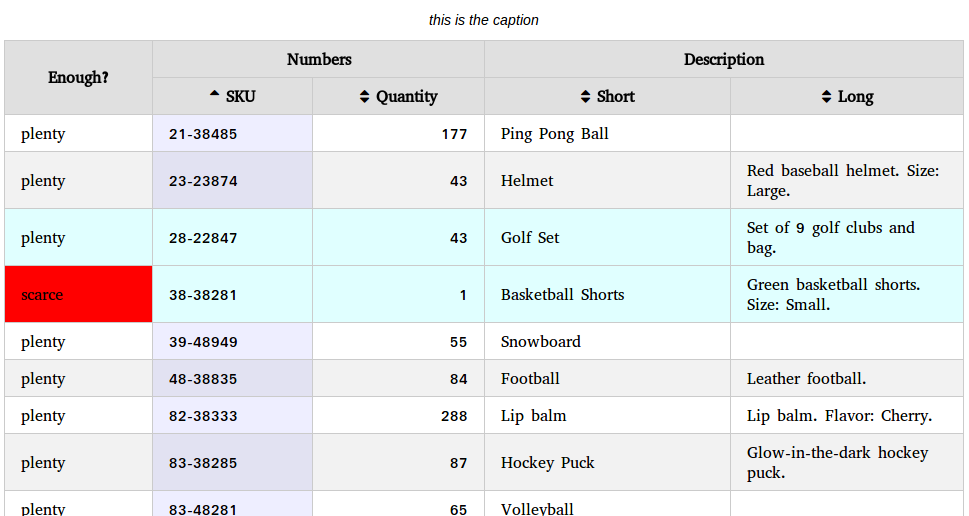 this is the caption
Enough? Numbers Description
SKU Quantity Short Long
plenty 21-38485 177 Ping Pong Ball
plenty 23-23874 43 Helmet Red baseball helmet. Size:
Large.
plenty 28-22847 43 Golf Set Set of 9 golf clubs and
bag.
scarce 38-38281 1 Basketball Shorts Green basketball shorts.
Size: Small.
plenty 39-48949 55 Snowboard
plenty 48-38835 84 Football Leather football.
plenty 82-38333 288 Lip balm Lip balm. Flavor: Cherry.
plenty 83-38285 87 Hockey Puck Glow-in-the-dark hockey
puck.
plenty 83-48281 65 Volleyball